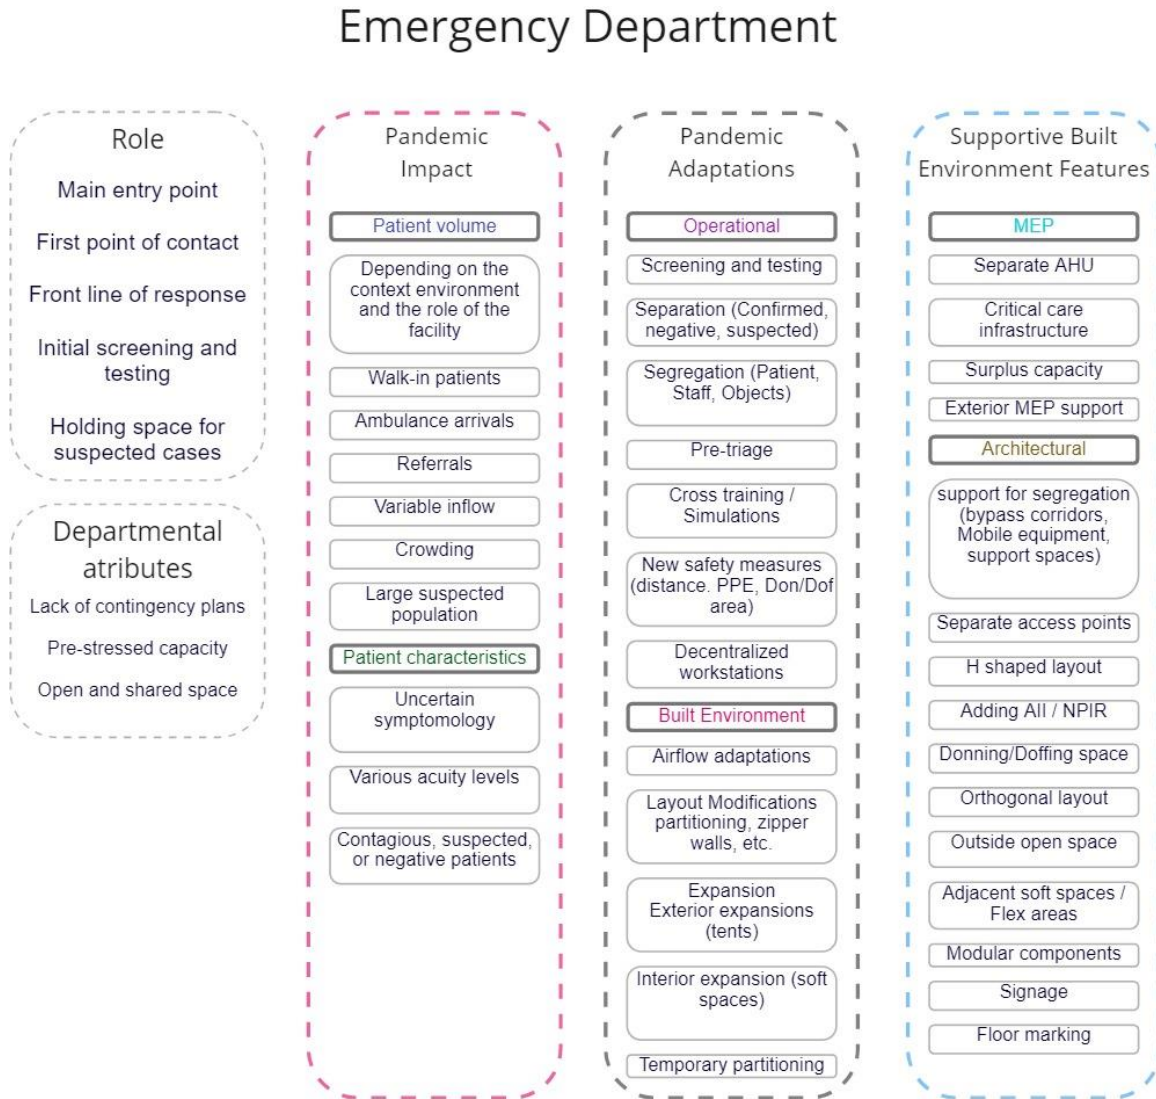 Emergency Department
Role
Main entry point
First point of contact
Front line of response
Initial screening and
testing
Holding space for
suspected cases
Departmental
atributes
Lack of contingency plans
Pre-stressed capacity
Open and shared space
Pandemic
Impact
Patient volume
Depending on the
context environment
and the role of the
facility
Walk-in patients
Ambulance arrivals
Referrals
Variable inflow
Crowding
Large suspected
population
Patient characteristics
Uncertain
symptomology
Various acuity levels
Contagious, suspected,
or negative patients
Pandemic
Adaptations
Operational
Screening and testing
Separation (Confirmed,
negative, suspected)
Segregation (Patient,
Staff, Objects)
Pre-triage
Cross training /
Simulations
New safety measures
(distance. PPE, Don/Dof
area)
Decentralized
workstations
Built Environment
Airflow adaptations
Layout Modifications
partitioning, zipper
walls, etc.
Expansion
Exterior expansions
(tents)
Interior expansion (soft
spaces)
Temporary partitioning
Supportive Built
Environment Features
MEP
Separate AHU
Critical care
infrastructure
Surplus capacity
Exterior MEP support
Architectural
support for segregation
(bypass corridors,
Mobile equipment,
support spaces)
Separate access points
H shaped layout
Adding AII / NPIR
Donning/Doffing space
Orthogonal layout
Outside open space
Adjacent soft spaces /
Flex areas
Modular components
Signage
Floor marking